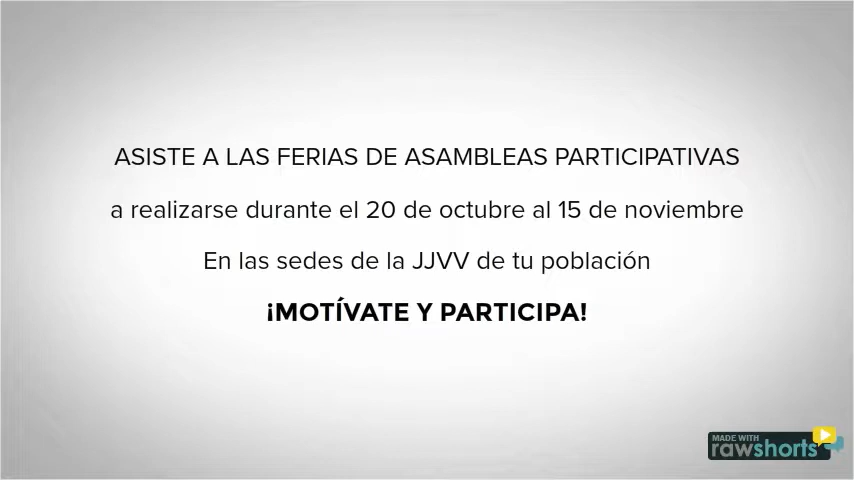 ASISTE A LAS FERIAS DE ASAMBLEAS PARTICIPATIVAS
a realizarse durante el 20 de octubre al 15 de noviembre
En las sedes de la JJVV de tu población
¡MOTÍVATE Y PARTICIPA!
MADE WITH
rawshorts